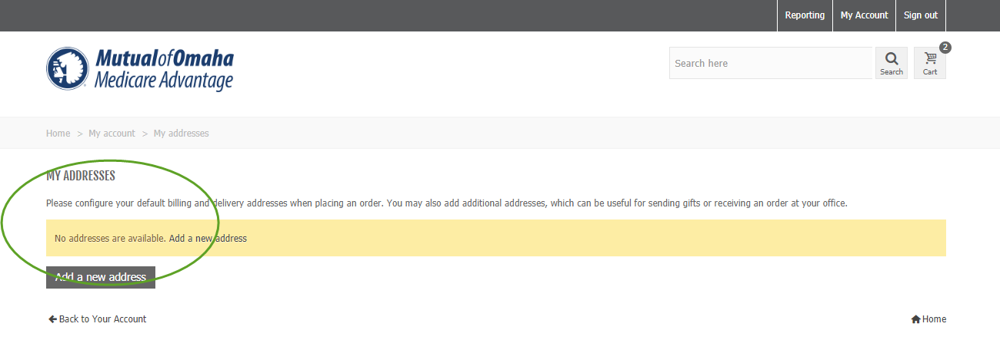 Reporting My Account Sign out
MutualofOmaha
Medicare Advantage
Search here
Search
2
Cart
Home > My account > My addresses
MY ADDRESSES
Please configure your default billing and delivery addresses when placing an order. You may also add additional addresses, which can be useful for sending gifts or receiving an order at your office.
No addresses are available. Add a new address
Add a new address
Back to Your Account
Home